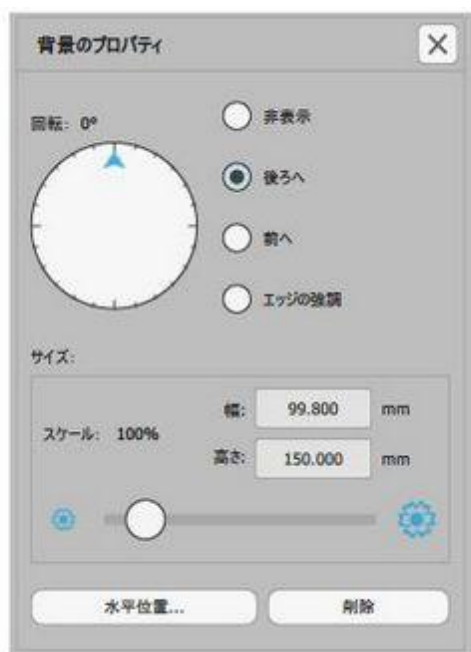 背景のプロパティ
回転: 0°
非表示
後ろへ
前へ
エッジの強調
サイズ:
スケール: 100%
幅: 99.800 mm
高さ: 150.000 mm
水平位置...
削除